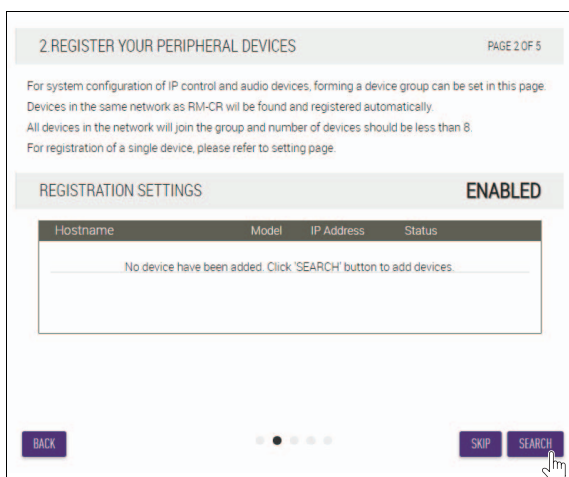 2.REGISTER YOUR PERIPHERAL DEVICES PAGE 2 OF 5
For system configuration of IP control and audio devices, forming a device group can be set in this page.
Devices in the same network as RM-CR wil be found and registered automatically.
All devices in the network will join the group and number of devices should be less than 8.
For registration of a single device, please refer to setting page.
REGISTRATION SETTINGS ENABLED
Hostname Model IP Address Status
No device have been added. Click 'SEARCH' button to add devices.
BACK SKIP SEARCH